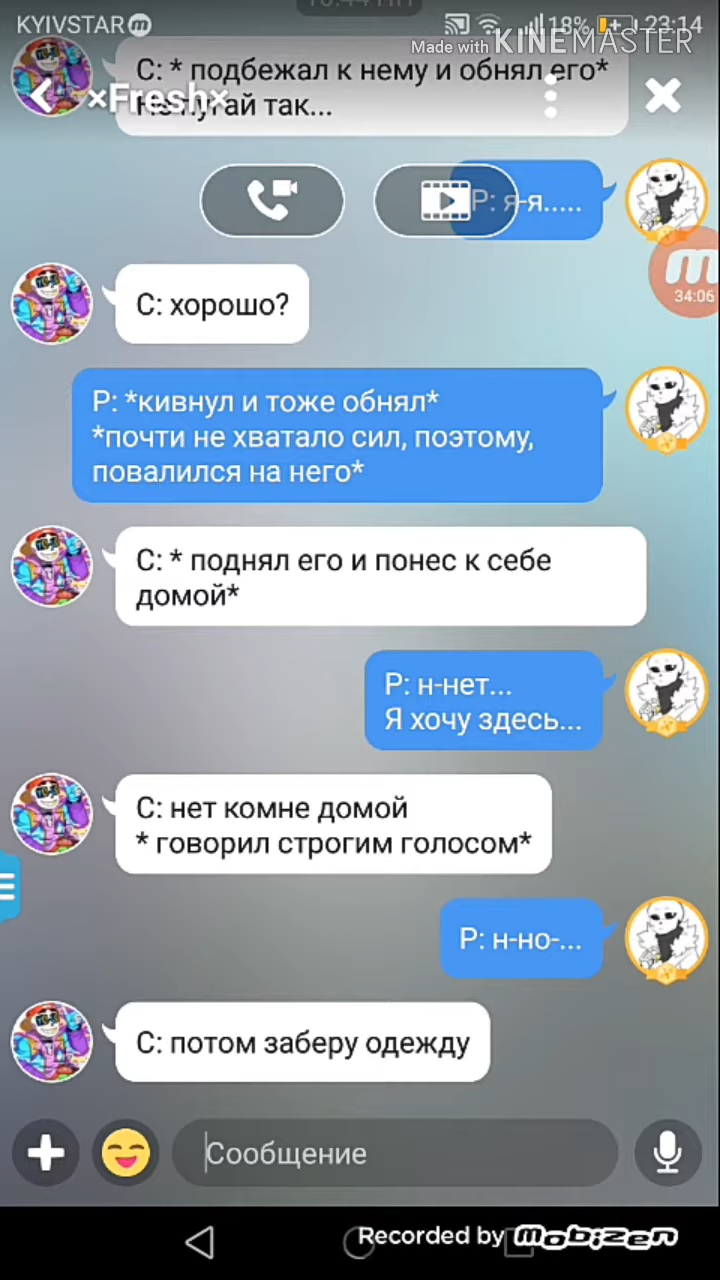 KYIVSTAR m
18%
23:14
Made with KINEMASTER
С: * подбежал к нему и обнял его*
×Fresh×
так...
Р: я-я.....
34:06
С: хорошо?
Р: *кивнул и тоже обнял*
*почти не хватало сил, поэтому,
повалился на него*
С: * поднял его и понес к себе
домой*
Р: н-нет...
Я хочу здесь...
С: нет комне домой
* говорил строгим голосом*
Р: н-но-...
С: потом заберу одежду
Сообщение
Recorded by mobizen